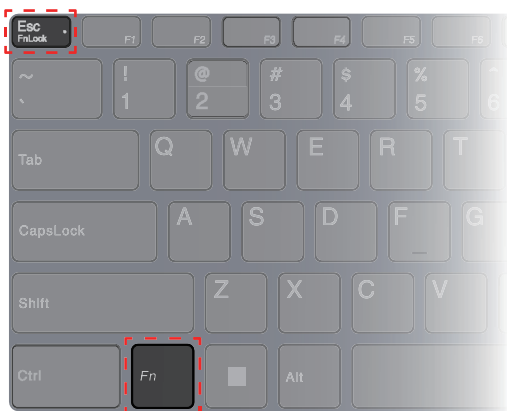 Esc
FnLock
F1
F2
F3
F4
F5
F6
~
`
!
1
@
2
#
3
$
4
%
5
^
6
Tab
Q
W
E
R
T
CapsLock
A
S
D
F
G
Shift
Z
X
C
V
Ctrl
Fn
Alt